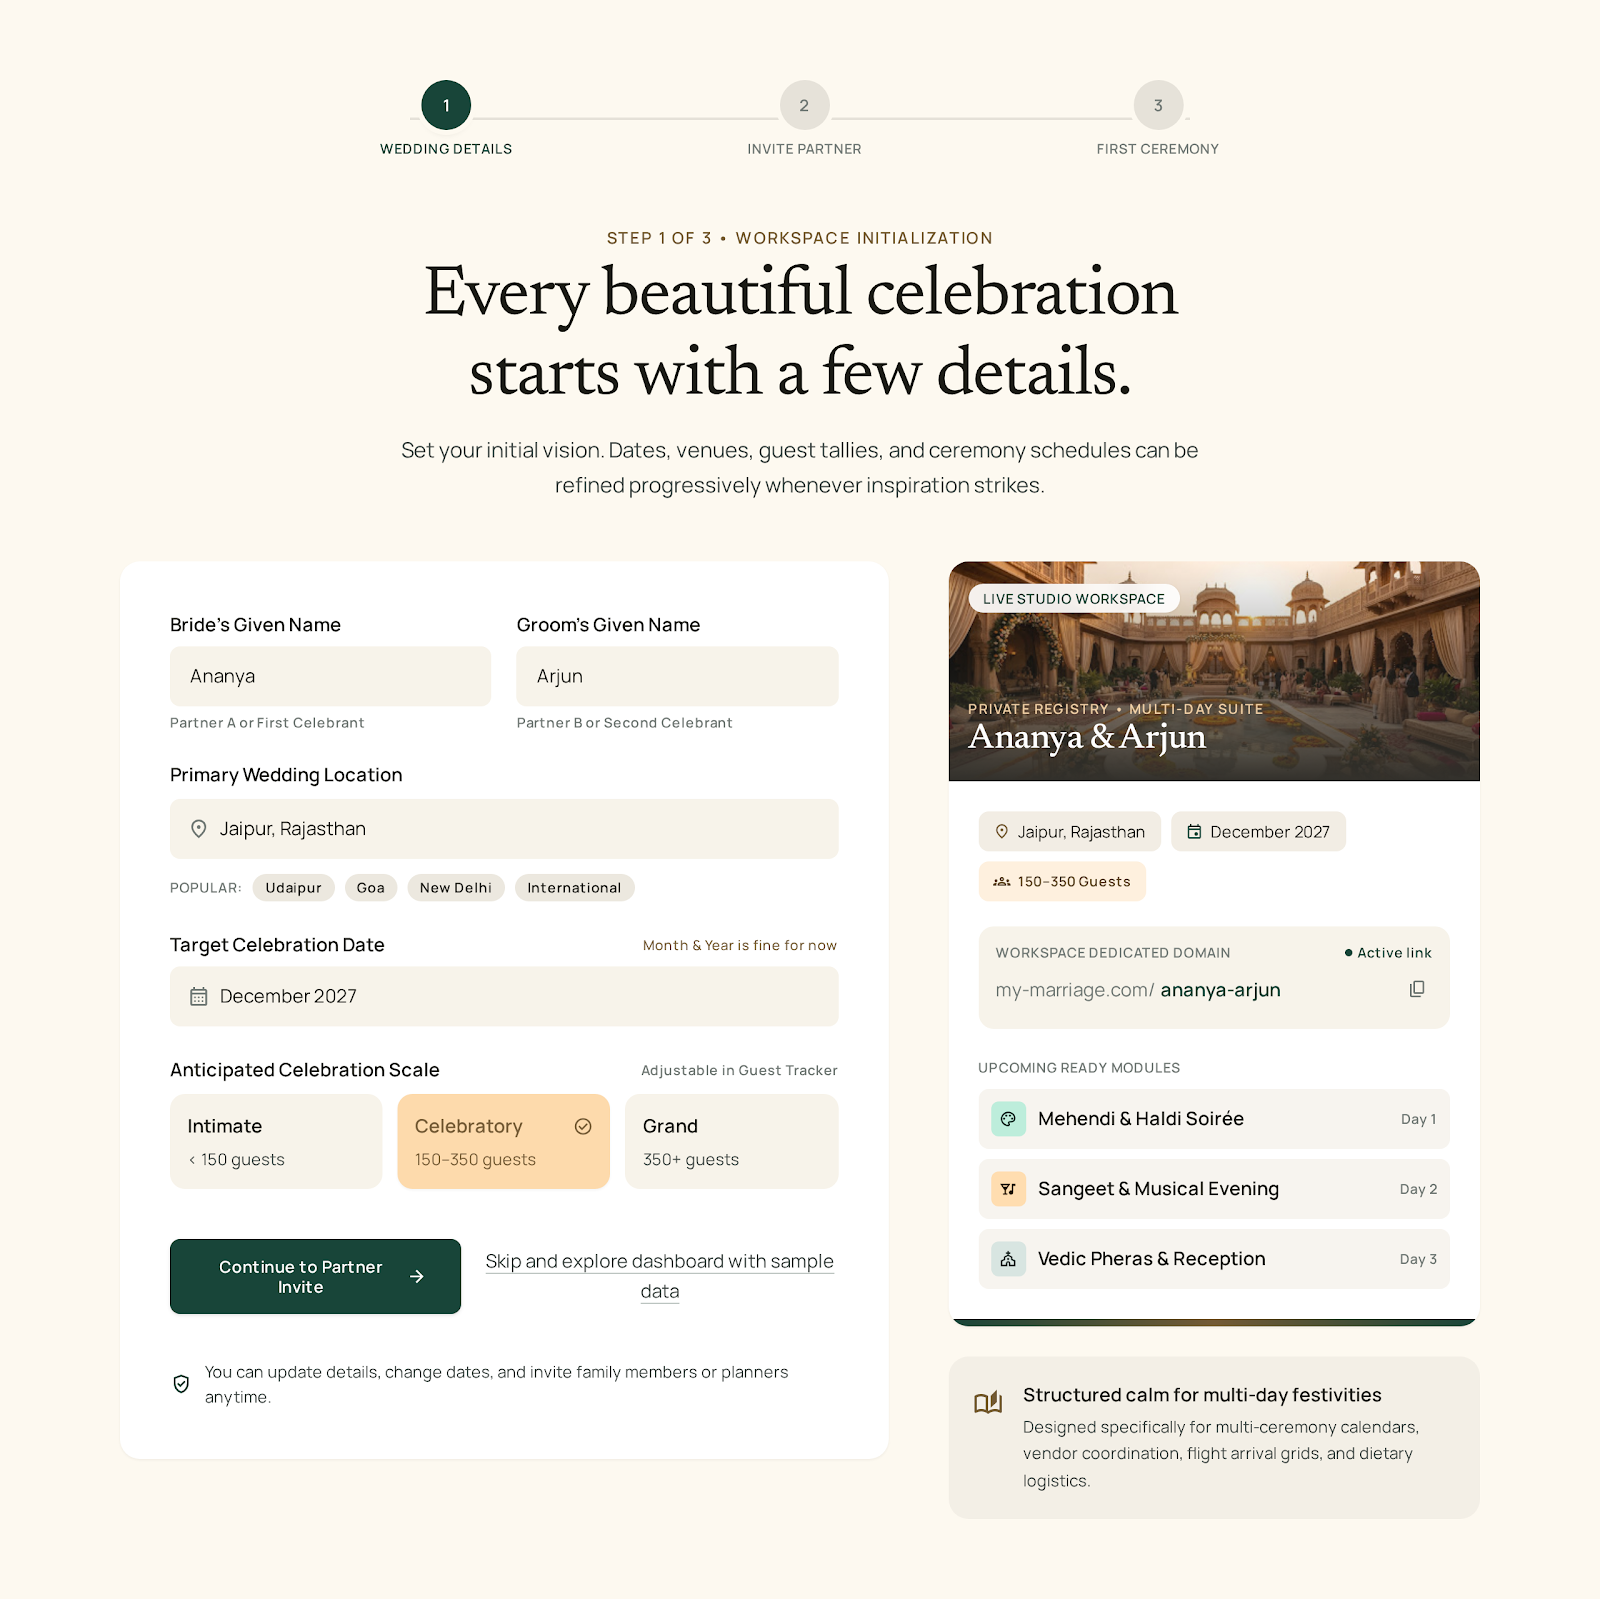 1
2
3
WEDDING DETAILS
INVITE PARTNER
FIRST CEREMONY
STEP 1 OF 3 • WORKSPACE INITIALIZATION
Every beautiful celebration
starts with a few details.
Set your initial vision. Dates, venues, guest tallies, and ceremony schedules can be
refined progressively whenever inspiration strikes.
Bride's Given Name
Ananya
Partner A or First Celebrant
Groom's Given Name
Arjun
Partner B or Second Celebrant
Primary Wedding Location
Jaipur, Rajasthan
POPULAR: Udaipur Goa New Delhi International
Target Celebration Date
Month & Year is fine for now
December 2027
Anticipated Celebration Scale
Adjustable in Guest Tracker
Intimate
< 150 guests
Celebratory
150–350 guests
Grand
350+ guests
Continue to Partner
Invite
Skip and explore dashboard with sample
data
You can update details, change dates, and invite family members or planners
anytime.
LIVE STUDIO WORKSPACE
PRIVATE REGISTRY • MULTI-DAY SUITE
Ananya & Arjun
Jaipur, Rajasthan
December 2027
150–350 Guests
WORKSPACE DEDICATED DOMAIN
Active link
my-marriage.com/ ananya-arjun
UPCOMING READY MODULES
Mehendi & Haldi Soirée
Day 1
Sangeet & Musical Evening
Day 2
Vedic Pheras & Reception
Day 3
Structured calm for multi-day festivities
Designed specifically for multi-ceremony calendars,
vendor coordination, flight arrival grids, and dietary
logistics.